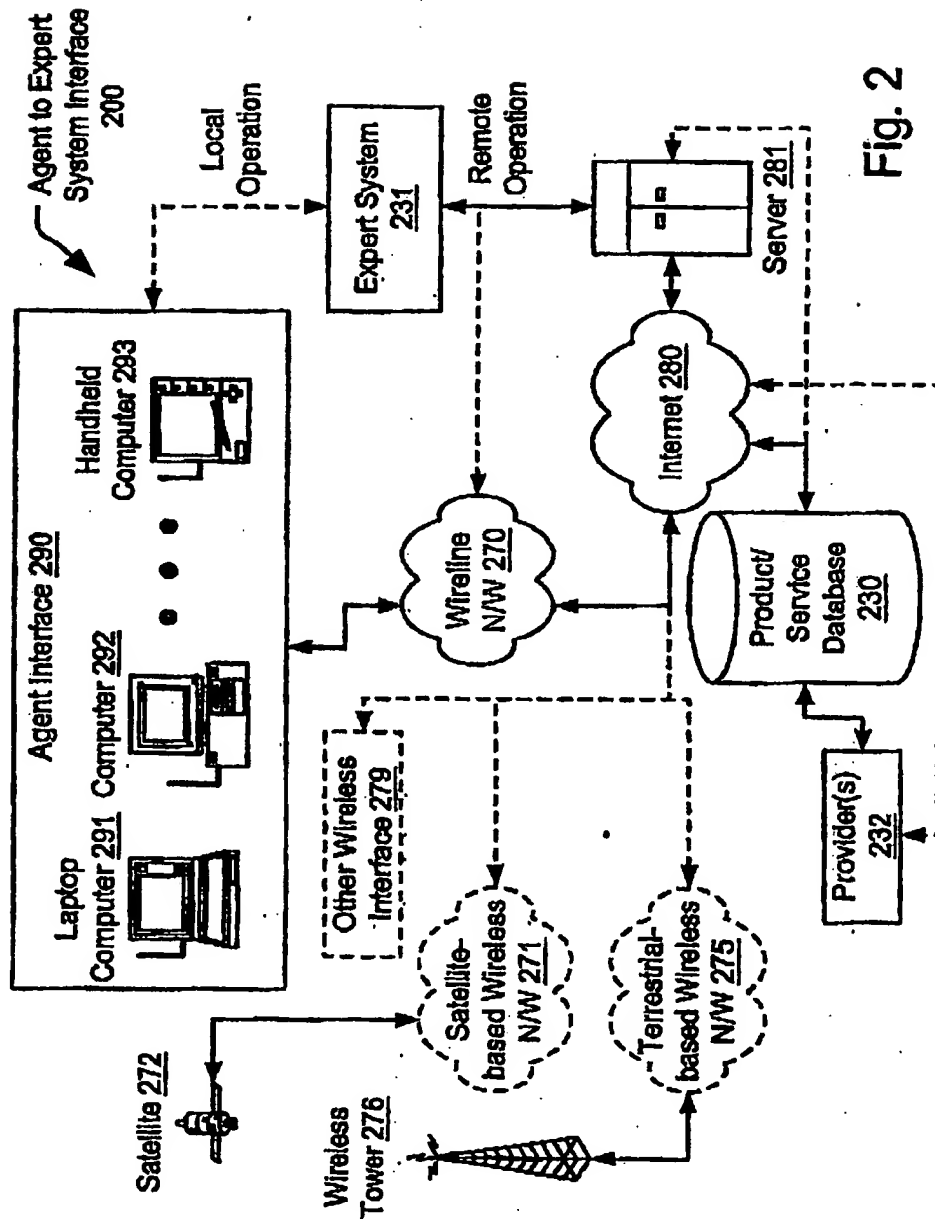 Agent to Expert
System Interface
200
Agent Interface 290
Laptop
Computer 291
Computer 292
Handheld
Computer 293
Local
Operation
Expert System
231
Remote
Operation
Satellite 272
Wireless
Tower 276
Satellite-
based Wireless
N/W 271
Terrestrial-
based Wireless
N/W 275
Other Wireless
Interface 279
Wireline
N/W 270
Internet 280
Server 281
Product/
Service
Database
230
Provider(s)
232
Fig. 2